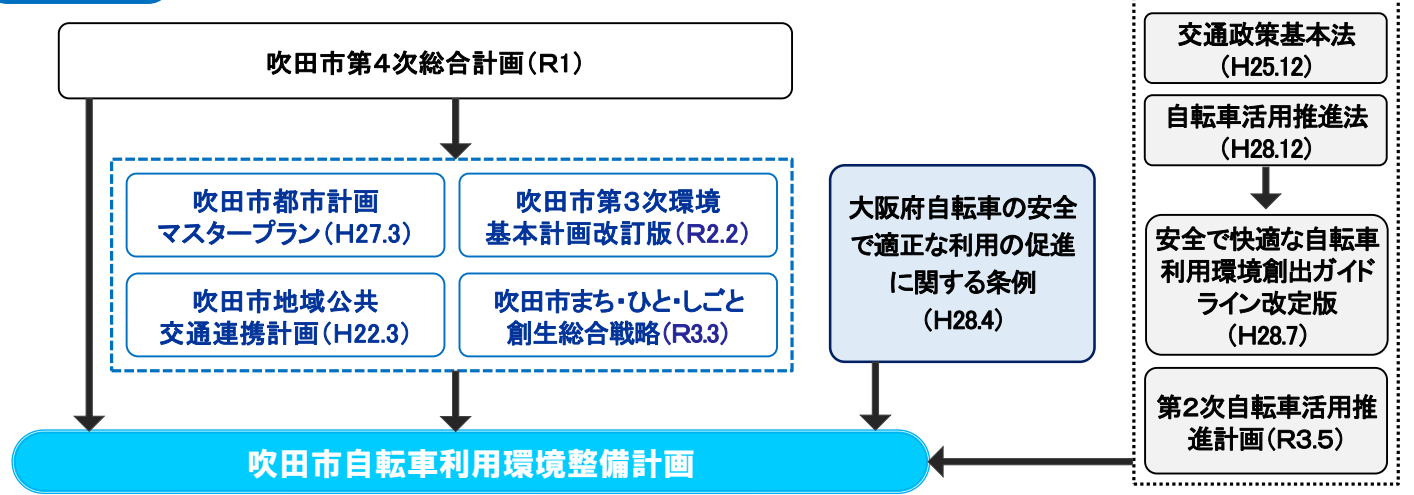 吹田市第４次総合計画（R1）
吹田市都市計画
マスタープラン（H27.3）
吹田市第３次環境
基本計画改訂版（R2.2）
吹田市地域公共
交通連携計画（H22.3）
吹田市まち・ひと・しごと
創生総合戦略（R3.3）
大阪府自転車の安全
で適正な利用の促進
に関する条例
（H28.4）
交通政策基本法
（H25.12）
自転車活用推進法
（H28.12）
安全で快適な自転車
利用環境創出ガイド
ライン改定版
（H28.7）
第２次自転車活用推
進計画（R3.5）
吹田市自転車利用環境整備計画